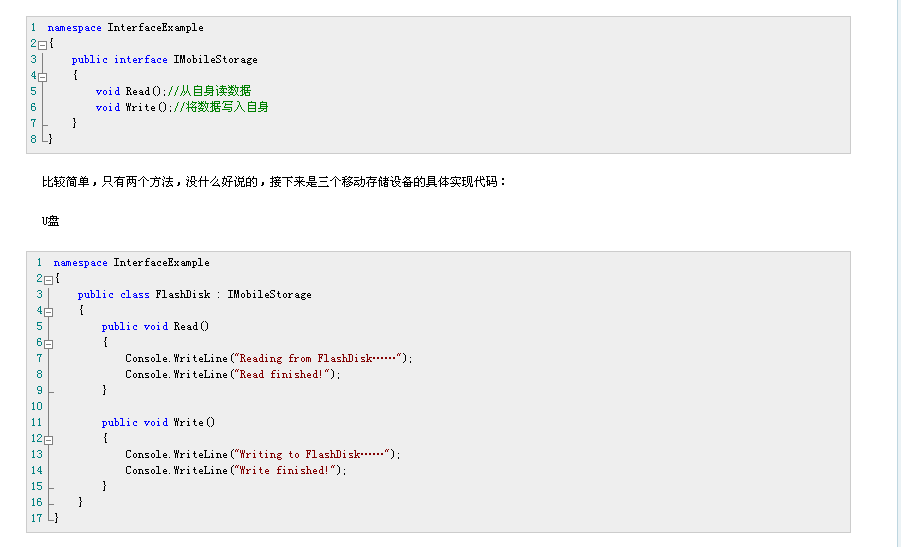 1 namespace InterfaceExample
2 {
3     public interface IMobileStorage
4     {
5         void Read();//从自身读数据
6         void Write();//将数据写入自身
7     }
8 }
比较简单，只有两个方法，没什么好说的，接下来是三个移动存储设备的具体实现代码：
U盘
1 namespace InterfaceExample
2 {
3     public class FlashDisk : IMobileStorage
4     {
5         public void Read()
6         {
7             Console.WriteLine("Reading from FlashDisk……");
8             Console.WriteLine("Read finished!");
9         }
10
11         public void Write()
12         {
13             Console.WriteLine("Writing to FlashDisk……");
14             Console.WriteLine("Write finished!");
15         }
16     }
17 }